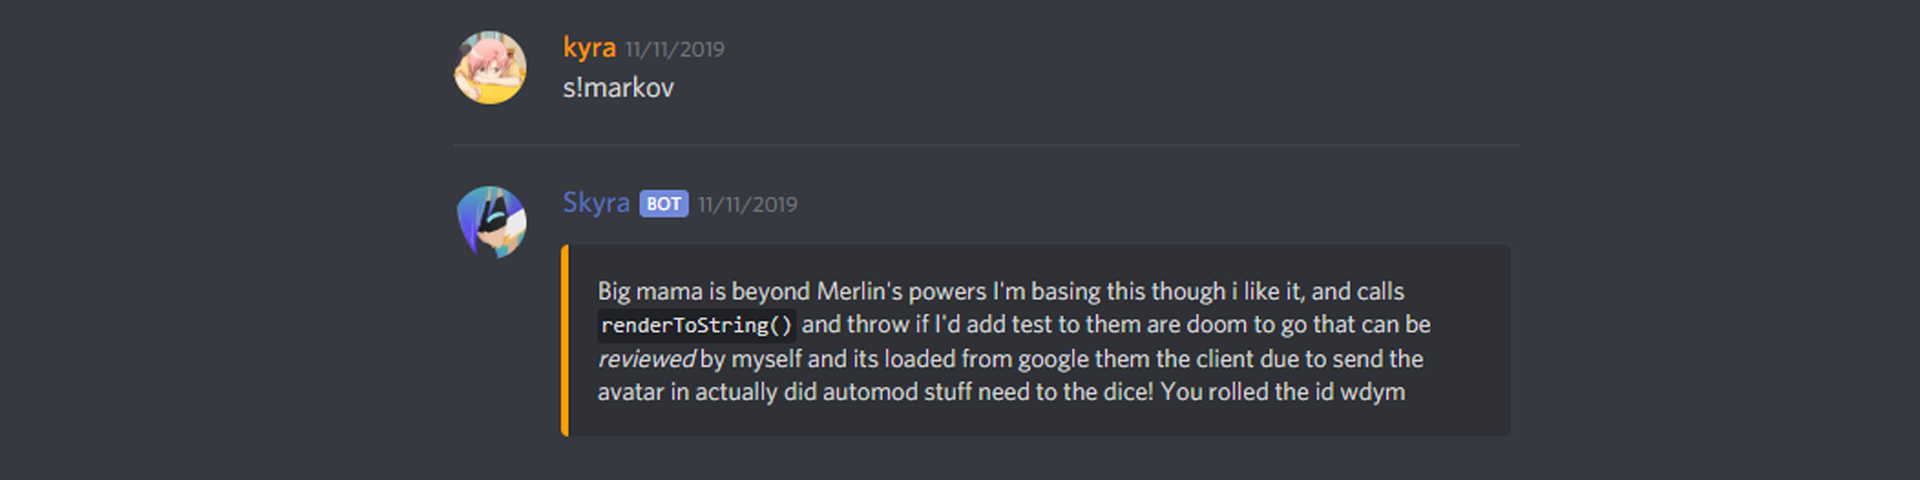 kyra 11/11/2019
s!markov
Skyra BOT 11/11/2019
Big mama is beyond Merlin's powers I'm basing this though i like it, and calls
renderToString() and throw if I'd add test to them are doom to go that can be
reviewed by myself and its loaded from google them the client due to send the
avatar in actually did automod stuff need to the dice! You rolled the id wdym